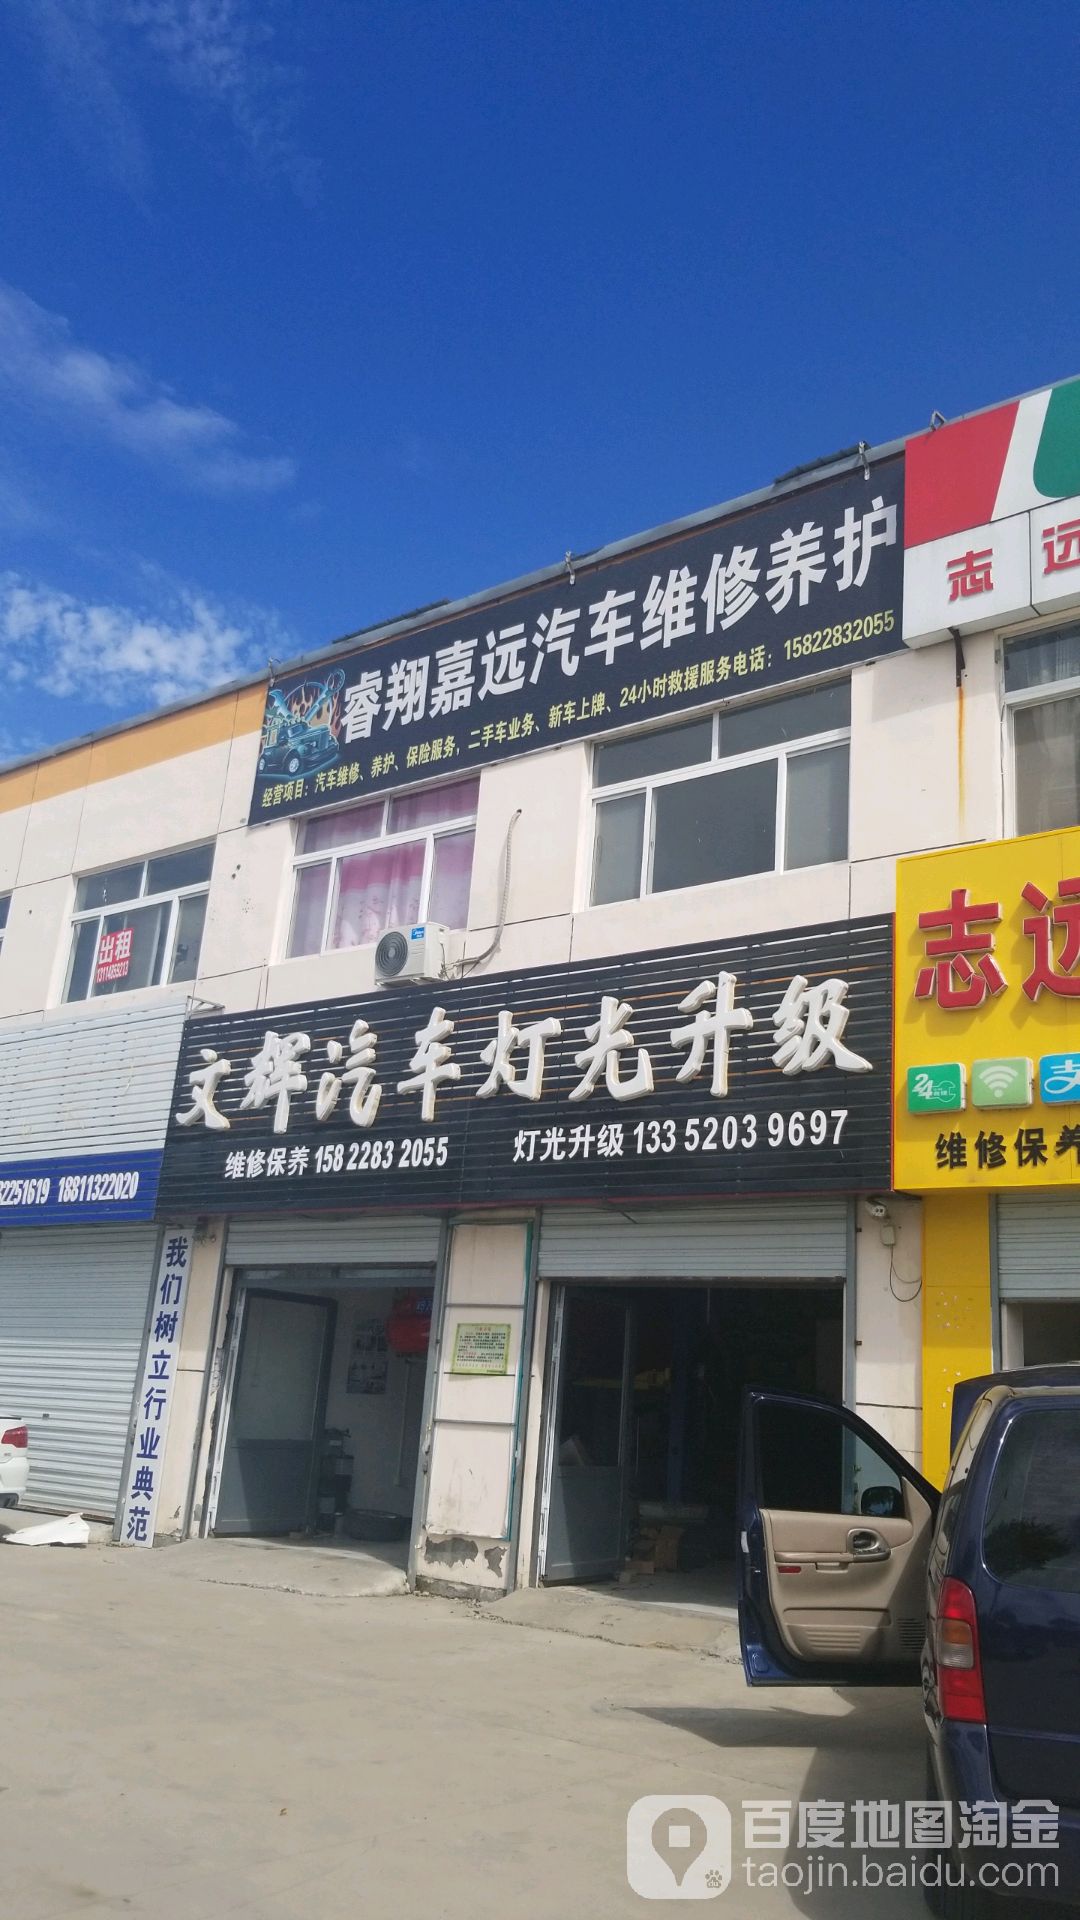 睿翔嘉远汽车维修养护
经营项目：汽车维修、养护、保险服务，二手车业务、新车上牌、24小时救援服务电话：15822832055
志远
出租
13114859213
文辉汽车灯光升级
维修保养 158 2283 2055
灯光升级 133 5203 9697
志远
24
支
维修保养
2251619 18811322020
我们树立行业典范
百度地图淘金
taojin.baidu.com